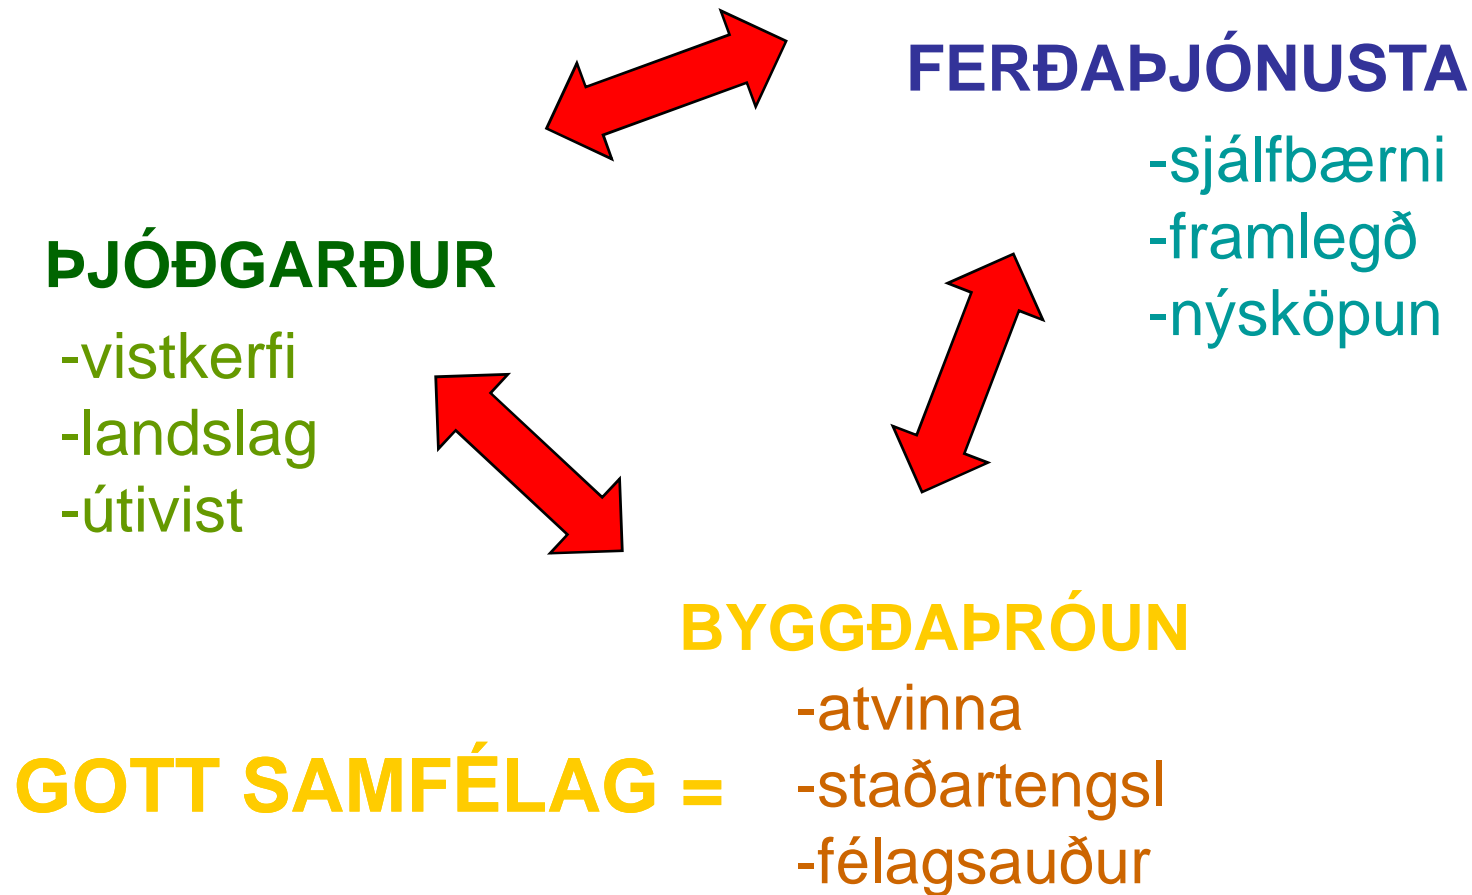 FERÐAÞJÓNUSTA
-sjálfbærni
-framlegð
-nýsköpun
ÞJÓÐGARÐUR
-vistkerfi
-landslag
-útivist
BYGGÐAÞRÓUN
-atvinna
GOTT SAMFÉLAG =
-staðartengsl
-félagsauður